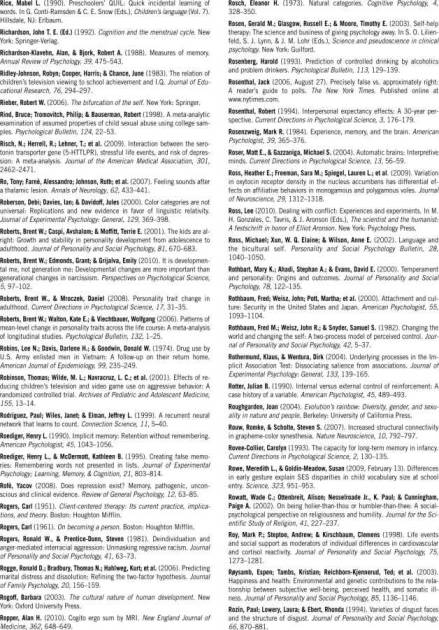 Rice, Mabel L. (1990). Preschoolers' QUIL: Quick incidental learning of
words. In G. Conti-Ramsden & C. E. Snow (Eds.), Children's language (Vol. 7).
Hillsdale, NJ: Erlbaum.
Richardson, John T. E. (Ed.) (1992). Cognition and the menstrual cycle. New
York: Springer-Verlag.
Richardson-Klavehn, Alan, & Bjork, Robert A. (1988). Measures of memory.
Annual Review of Psychology, 39, 475–543.
Ridley-Johnson, Robyn; Cooper, Harris; & Chance, June (1983). The relation of
children's television viewing to school achievement and I.Q. Journal of Edu-
cational Research, 76, 294–297.
Rieber, Robert W. (2006). The bifurcation of the self. New York: Springer.
Rind, Bruce; Tromovitch, Philip; & Bauserman, Robert (1998). A meta-analytic
examination of assumed properties of child sexual abuse using college sam-
ples. Psychological Bulletin, 124, 22–53.
Risch, N.; Herrell, R.; Lehner, T.; et al. (2009). Interaction between the sero-
tonin transporter gene (5-HTTLPR), stressful life events, and risk of depres-
sion: A meta-analysis. Journal of the American Medical Association, 301,
2462–2471.
Ro, Tony; Farnè, Alessandro; Johnson, Ruth; et al. (2007). Feeling sounds after
a thalamic lesion. Annals of Neurology, 62, 433–441.
Roberson, Debi; Davies, Ian; & Davidoff, Jules (2000). Color categories are not
universal: Replications and new evidence in favor of linguistic relativity.
Journal of Experimental Psychology: General, 129, 369–398.
Roberts, Brent W.; Caspi, Avshalom; & Moffitt, Terrie E. (2001). The kids are al-
right: Growth and stability in personality development from adolescence to
adulthood. Journal of Personality and Social Psychology, 81, 670–683.
Roberts, Brent W.; Edmonds, Grant; & Grijalva, Emily (2010). It is developmen-
tal me, not generation me: Developmental changes are more important than
generational changes in narcissism. Perspectives on Psychological Science,
5, 97–102.
Roberts, Brent W., & Mroczek, Daniel (2008). Personality trait change in
adulthood. Current Directions in Psychological Science, 17, 31–35.
Roberts, Brent W.; Walton, Kate E.; & Viechtbauer, Wolfgang (2006). Patterns of
mean-level change in personality traits across the life course: A meta-analysis
of longitudinal studies. Psychological Bulletin, 132, 1–25.
Robins, Lee N.; Davis, Darlene H.; & Goodwin, Donald W. (1974). Drug use by
U.S. Army enlisted men in Vietnam: A follow-up on their return home.
American Journal of Epidemiology, 99, 235–249.
Robinson, Thomas; Wilde, M. L.; Navracruz, L. C.; et al. (2001). Effects of re-
ducing children's television and video game use on aggressive behavior: A
randomized controlled trial. Archives of Pediatric and Adolescent Medicine,
155, 13–14.
Rodriguez, Paul; Wiles, Janet; & Elman, Jeffrey L. (1999). A recurrent neural
network that learns to count. Connection Science, 11, 5–40.
Roediger, Henry L. (1990). Implicit memory: Retention without remembering.
American Psychologist, 45, 1043–1056.
Roediger, Henry L., & McDermott, Kathleen B. (1995). Creating false memo-
ries: Remembering words not presented in lists. Journal of Experimental
Psychology: Learning, Memory, & Cognition, 21, 803–814.
Rofé, Yacov (2008). Does repression exist? Memory, pathogenic, uncon-
scious and clinical evidence. Review of General Psychology, 12, 63–85.
Rogers, Carl (1951). Client-centered therapy: Its current practice, implica-
tions, and theory. Boston: Houghton Mifflin.
Rogers, Carl (1961). On becoming a person. Boston: Houghton Mifflin.
Rogers, Ronald W., & Prentice-Dunn, Steven (1981). Deindividuation and
anger-mediated interracial aggression: Unmasking regressive racism. Journal
of Personality and Social Psychology, 41, 63–73.
Rogge, Ronald D.; Bradbury, Thomas N.; Hahlweg, Kurt; et al. (2006). Predicting
marital distress and dissolution: Refining the two-factor hypothesis. Journal
of Family Psychology, 20, 156–159.
Rogoff, Barbara (2003). The cultural nature of human development. New
York: Oxford University Press.
Ropper, Alan H. (2010). Cogito ergo sum by MRI. New England Journal of
Medicine, 362, 648–649.
Rosch, Eleanor H. (1973). Natural categories. Cognitive Psychology, 4,
328–350.
Rosen, Gerald M.; Glasgow, Russell E.; & Moore, Timothy E. (2003). Self-help
therapy: The science and business of giving psychology away. In S. O. Lilien-
feld, S. J. Lynn, & J. M. Lohr (Eds.), Science and pseudoscience in clinical
psychology. New York: Guilford.
Rosenberg, Harold (1993). Prediction of controlled drinking by alcoholics
and problem drinkers. Psychological Bulletin, 113, 129–139.
Rosenthal, Jack (2006, August 27). Precisely false vs. approximately right:
A reader's guide to polls. The New York Times. Published online at
www.nytimes.com.
Rosenthal, Robert (1994). Interpersonal expectancy effects: A 30-year per-
spective. Current Directions in Psychological Science, 3, 176–179.
Rosenzweig, Mark R. (1984). Experience, memory, and the brain. American
Psychologist, 39, 365–376.
Roser, Matt E., & Gazzaniga, Michael S. (2004). Automatic brains: Interpretive
minds. Current Directions in Psychological Science, 13, 56–59.
Ross, Heather E.; Freeman, Sara M.; Spiegel, Lauren L.; et al. (2009). Variation
in oxytocin receptor density in the nucleus accumbens has differential ef-
fects on affiliative behaviors in monogamous and polygamous voles. Journal
of Neuroscience, 29, 1312–1318.
Ross, Lee (2010). Dealing with conflict: Experiences and experiments. In M.
H. Gonzales, C. Tavris, & J. Aronson (Eds.), The scientist and the humanist:
A festschrift in honor of Elliot Aronson. New York: Psychology Press.
Ross, Michael; Xun, W. Q. Elaine; & Wilson, Anne E. (2002). Language and
the bicultural self. Personality and Social Psychology Bulletin, 28,
1040–1050.
Rothbart, Mary K.; Ahadi, Stephan A.; & Evans, David E. (2000). Temperament
and personality: Origins and outcomes. Journal of Personality and Social
Psychology, 78, 122–135.
Rothbaum, Fred; Weisz, John; Pott, Martha; et al. (2000). Attachment and cul-
ture: Security in the United States and Japan. American Psychologist, 55,
1093–1104.
Rothbaum, Fred M.; Weisz, John R.; & Snyder, Samuel S. (1982). Changing the
world and changing the self: A two-process model of perceived control. Jour-
nal of Personality and Social Psychology, 42, 5–37.
Rothermund, Klaus, & Wentura, Dirk (2004). Underlying processes in the Im-
plicit Association Test: Dissociating salience from associations. Journal of
Experimental Psychology: General, 133, 139–165.
Rotter, Julian B. (1990). Internal versus external control of reinforcement: A
case history of a variable. American Psychologist, 45, 489–493.
Roughgarden, Joan (2004). Evolution's rainbow: Diversity, gender, and sexu-
ality in nature and people. Berkeley: University of California Press.
Rouw, Romke, & Scholte, Steven S. (2007). Increased structural connectivity
in grapheme-color synesthesia. Nature Neuroscience, 10, 792–797.
Rovee-Collier, Carolyn (1993). The capacity for long-term memory in infancy.
Current Directions in Psychological Science, 2, 130–135.
Rowe, Meredith L., & Goldin-Meadow, Susan (2009, February 13). Differences
in early gesture explain SES disparities in child vocabulary size at school
entry. Science, 323, 951–953.
Rowatt, Wade C.; Ottenbreit, Alison; Nesselroade Jr., K. Paul; & Cunningham,
Paige A. (2002). On being holier-than-thou or humbler-than-thee: A social-
psychological perspective on religiousness and humility. Journal for the Sci-
entific Study of Religion, 41, 227–237.
Roy, Mark P.; Steptoe, Andrew; & Kirschbaum, Clemens (1998). Life events
and social support as moderators of individual differences in cardiovascular
and cortisol reactivity. Journal of Personality and Social Psychology, 75,
1273–1281.
Røysamb, Espen; Tambs, Kristian; Reichborn-Kjennerud, Ted; et al. (2003).
Happiness and health: Environmental and genetic contributions to the rela-
tionship between subjective well-being, perceived health, and somatic ill-
ness. Journal of Personality and Social Psychology, 85, 1136–1146.
Rozin, Paul; Lowery, Laura; & Ebert, Rhonda (1994). Varieties of disgust faces
and the structure of disgust. Journal of Personality and Social Psychology,
66, 870–881.